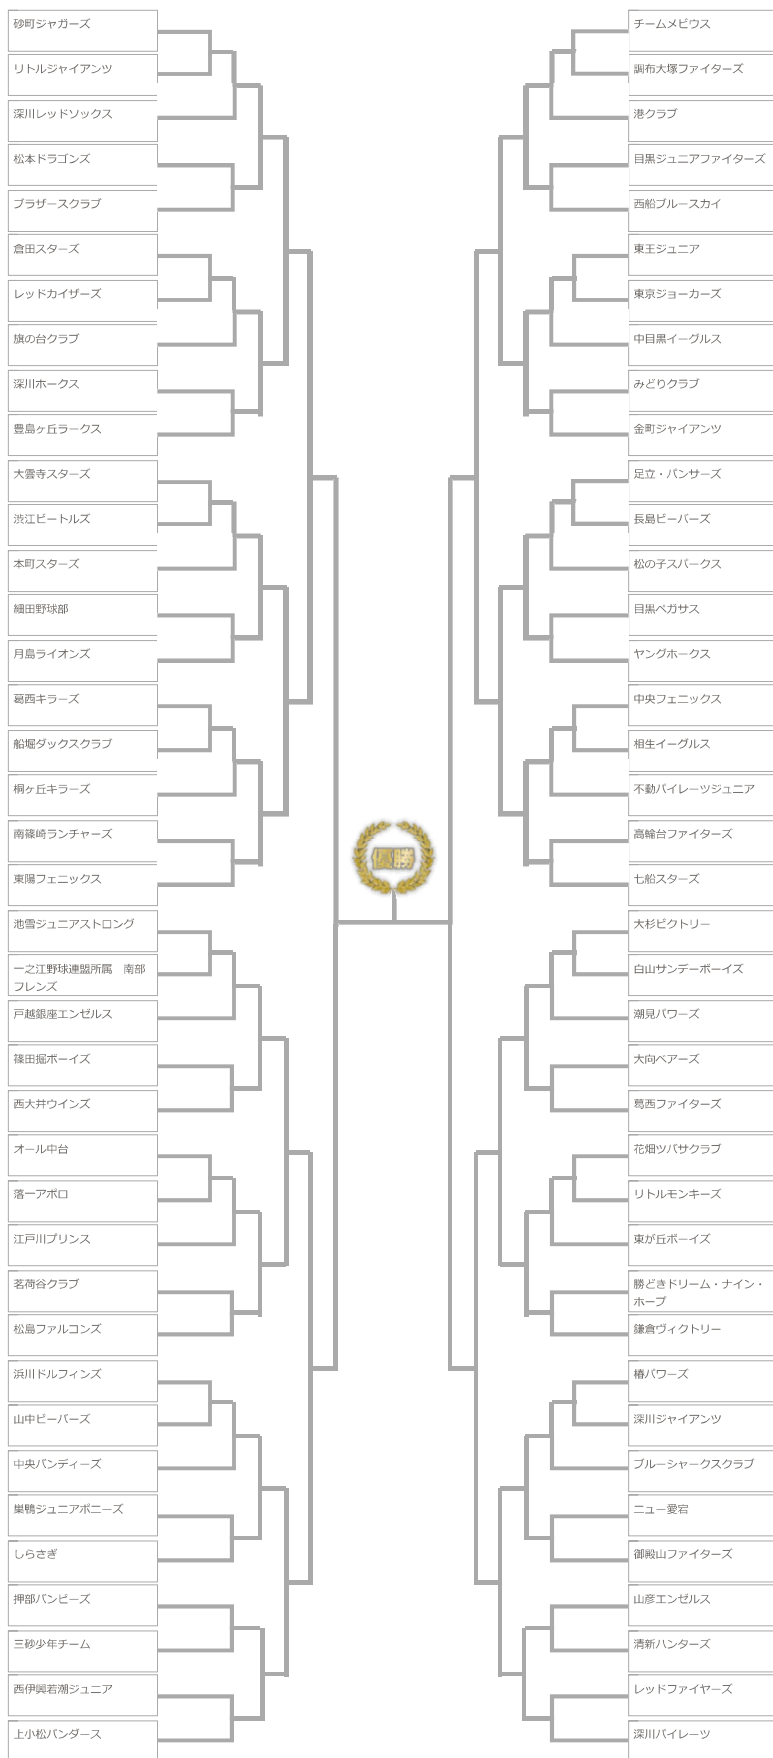 砂町ジャガーズ
リトルジャイアンツ
深川レッドソックス
松本ドラゴンズ
ブラザースクラブ
倉田スターズ
レッドカイザーズ
旗の台クラブ
深川ホークス
豊島ヶ丘ラークス
大雲寺スターズ
渋江ビートルズ
本町スターズ
細田野球部
月島ライオンズ
葛西キラーズ
船堀ダックスクラブ
桐ヶ丘キラーズ
南篠崎ランチャーズ
東陽フェニックス
池雪ジュニアストロング
一之江野球連盟所属　南部
フレンズ
戸越銀座エンゼルス
篠田掘ボーイズ
西大井ウインズ
オール中台
落一アポロ
江戸川プリンス
茗荷谷クラブ
松島ファルコンズ
浜川ドルフィンズ
山中ビーバーズ
中央バンディーズ
巣鴨ジュニアポニーズ
しらさぎ
押部バンビーズ
三砂少年チーム
西伊興若潮ジュニア
上小松パンダース
優勝
チームメビウス
調布大塚ファイターズ
港クラブ
目黒ジュニアファイターズ
西船ブルースカイ
東王ジュニア
東京ジョーカーズ
中目黒イーグルス
みどりクラブ
金町ジャイアンツ
足立・パンサーズ
長島ビーバーズ
松の子スパークス
目黒ペガサス
ヤングホークス
中央フェニックス
相生イーグルス
不動パイレーツジュニア
高輪台ファイターズ
七船スターズ
大杉ビクトリー
白山サンデーボーイズ
潮見パワーズ
大向ベアーズ
葛西ファイターズ
花畑ツバサクラブ
リトルモンキーズ
東が丘ボーイズ
勝どきドリーム・ナイン・
ホープ
鎌倉ヴィクトリー
椿パワーズ
深川ジャイアンツ
ブルーシャークスクラブ
ニュー愛宕
御殿山ファイターズ
山彦エンゼルス
清新ハンターズ
レッドファイヤーズ
深川パイレーツ